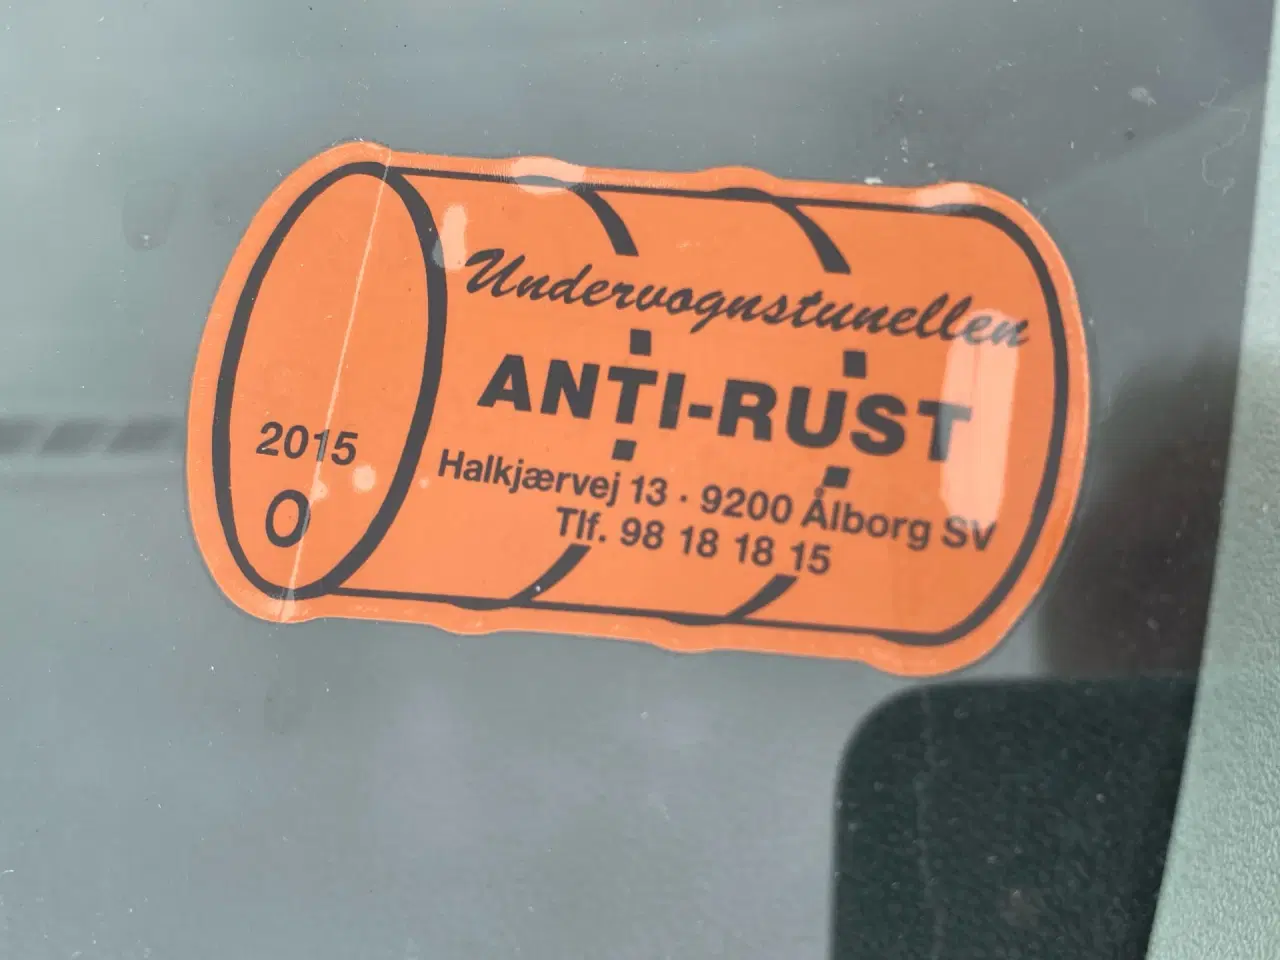 Undervognstunellen
ANTI-RUST
Halkjærvej 13 · 9200 Ålborg SV
Tlf. 98 18 18 15
2015
O